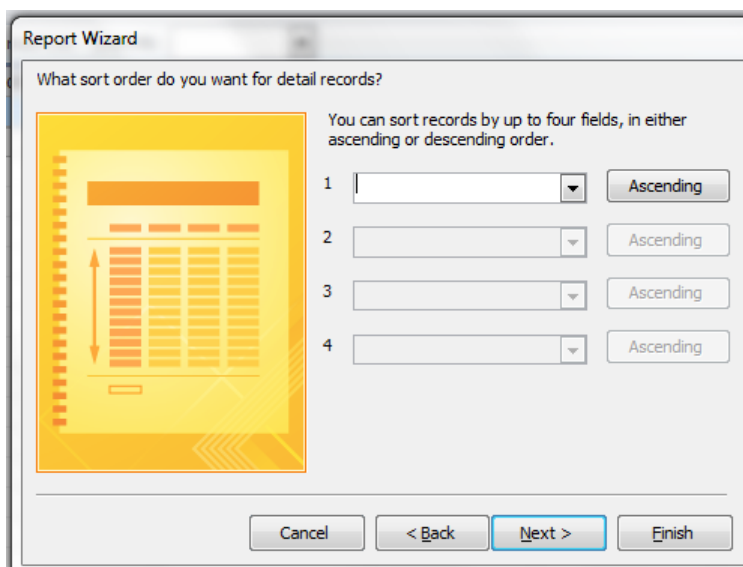 Report Wizard
What sort order do you want for detail records?
You can sort records by up to four fields, in either
ascending or descending order.
1 Ascending
2 Ascending
3 Ascending
4 Ascending
Cancel < Back Next > Finish